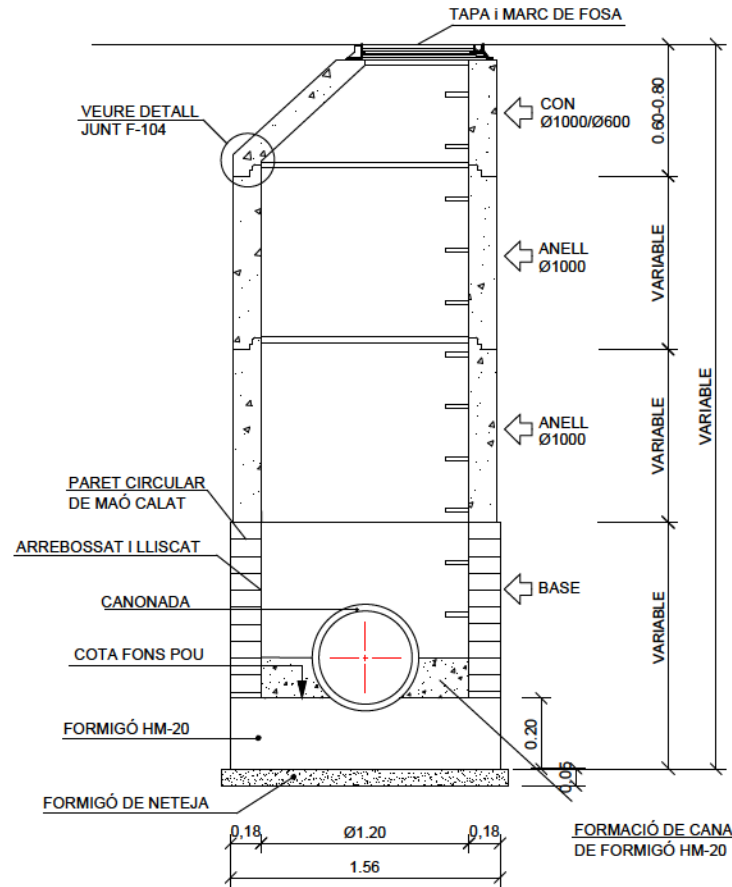 TAPA i MARC DE FOSA
VEURE DETALL
JUNT F-104
CON
Ø1000/Ø600
0.60-0.80
ANELL
Ø1000
VARIABLE
VARIABLE
ANELL
Ø1000
VARIABLE
PARET CIRCULAR
DE MAÓ CALAT
ARREBOSSAT I LLISCAT
CANONADA
BASE
VARIABLE
COTA FONS POU
FORMIGÓ HM-20
0.20
0,05
FORMIGÓ DE NETEJA
0,18
Ø1.20
0,18
1.56
FORMACIÓ DE CANA
DE FORMIGÓ HM-20